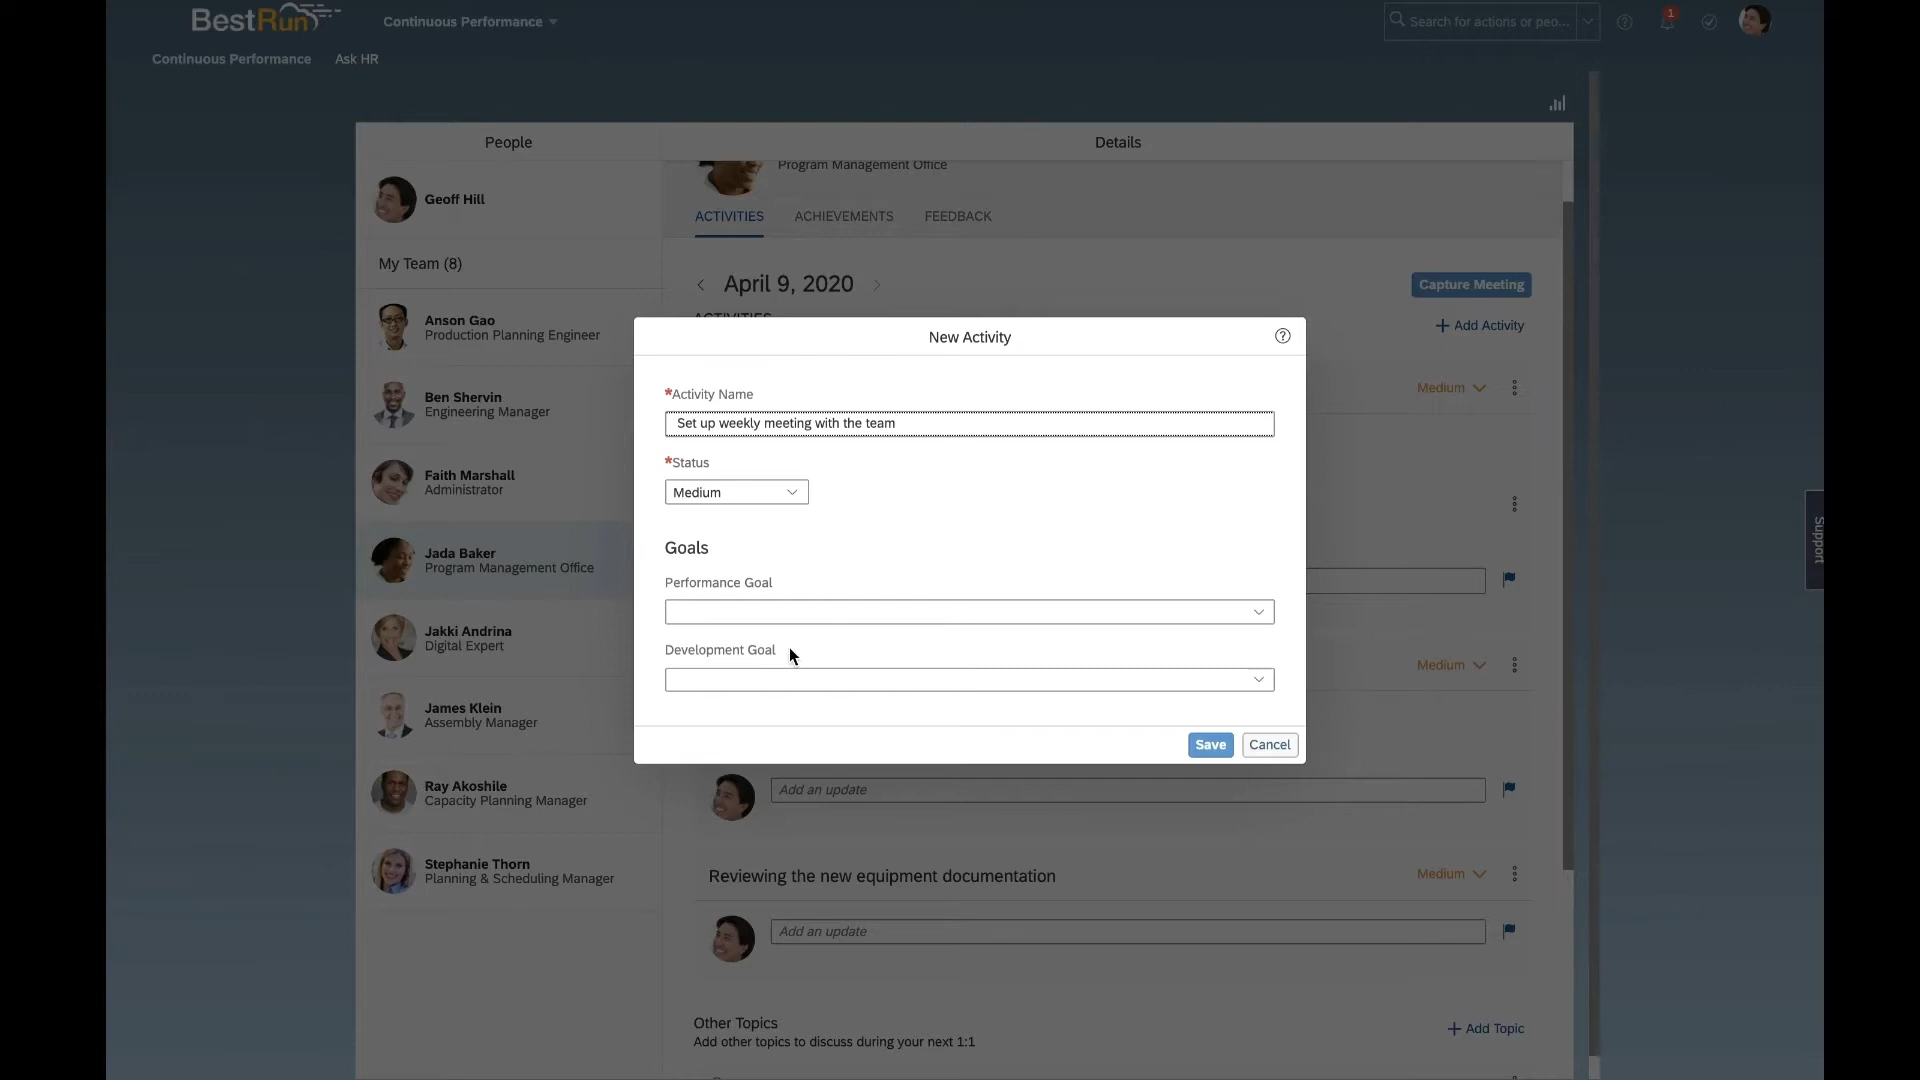 BestRun
Continuous Performance
Search for actions or peo...
1
Continuous Performance
Ask HR
People
Details
Geoff Hill
Program Management Office
ACTIVITIES
ACHIEVEMENTS
FEEDBACK
My Team (8)
April 9, 2020
Capture Meeting
ACTIVITIES
+ Add Activity
Anson Gao
Production Planning Engineer
Ben Shervin
Engineering Manager
Faith Marshall
Administrator
Jada Baker
Program Management Office
Jakki Andrina
Digital Expert
James Klein
Assembly Manager
Ray Akoshile
Capacity Planning Manager
Stephanie Thorn
Planning & Scheduling Manager
New Activity
*Activity Name
Set up weekly meeting with the team
*Status
Medium
Goals
Performance Goal
Development Goal
Save
Cancel
Medium
Medium
Support
Add an update
Reviewing the new equipment documentation
Medium
Add an update
Other Topics
Add other topics to discuss during your next 1:1
+ Add Topic